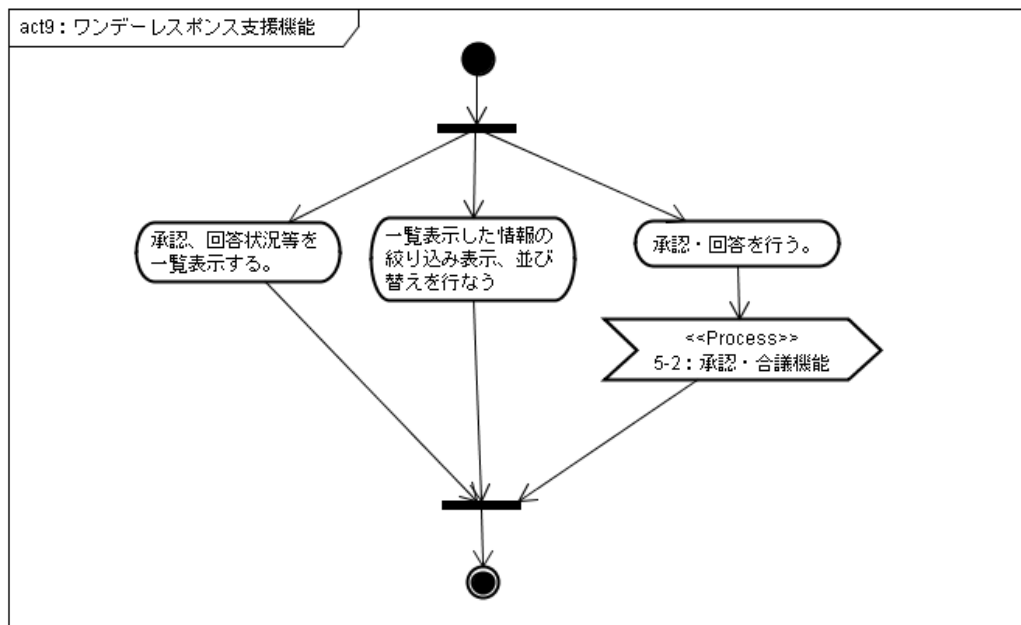 act9：ワンデーレスポンス支援機能
承認、回答状況等を
一覧表示する。
一覧表示した情報の
絞り込み表示、並び
替えを行なう
承認・回答を行う。
<<Process>>
5-2：承認・合議機能